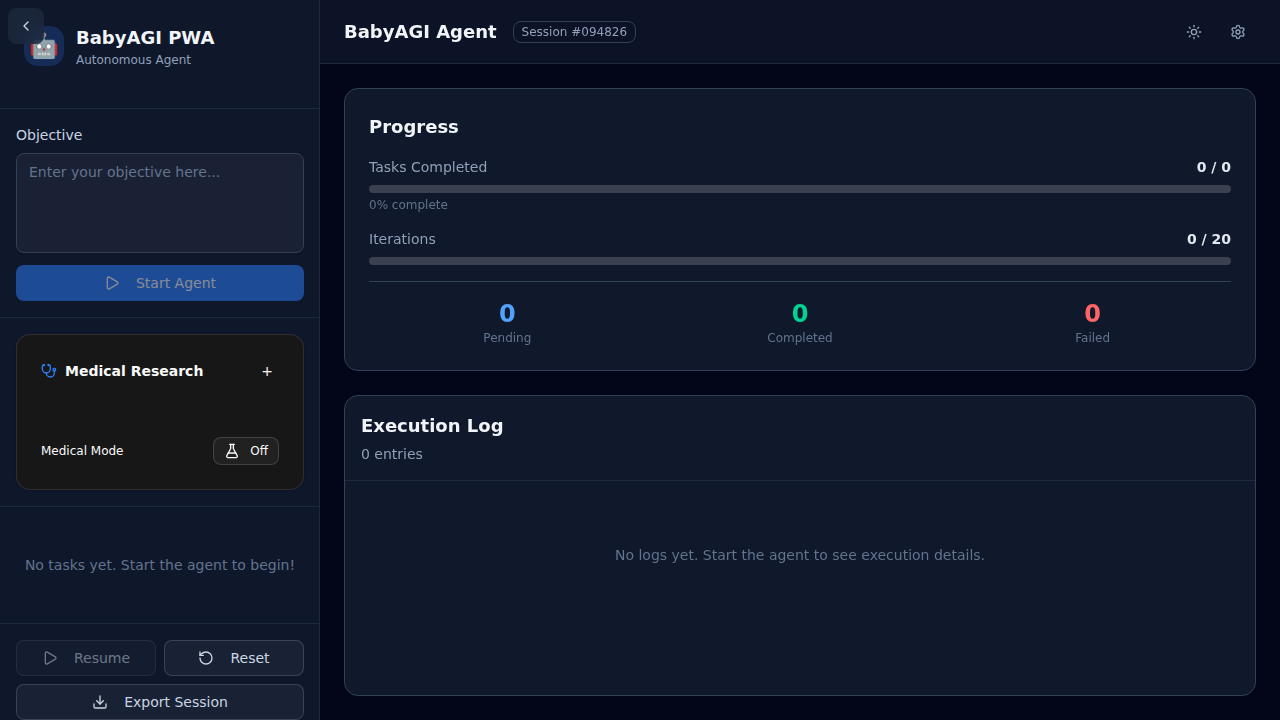 BabyAGI PWA
Autonomous Agent
Objective
Enter your objective here...
Start Agent
Medical Research
+
Medical Mode
Off
No tasks yet. Start the agent to begin!
Resume
Reset
Export Session
BabyAGI Agent
Session #094826
Progress
Tasks Completed
0 / 0
0% complete
Iterations
0 / 20
0
Pending
0
Completed
0
Failed
Execution Log
0 entries
No logs yet. Start the agent to see execution details.